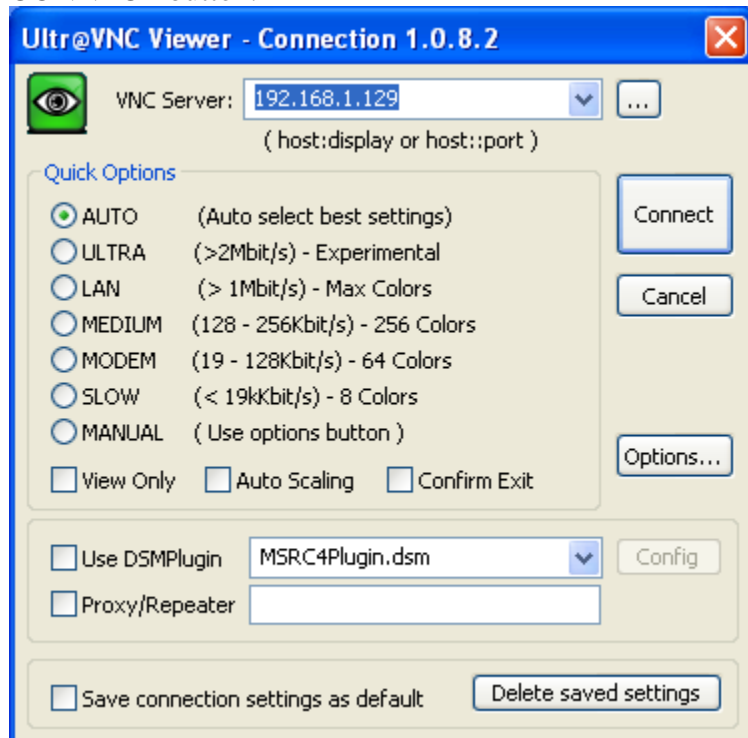 Ultr@VNC Viewer - Connection 1.0.8.2
VNC Server: 192.168.1.129 ...
( host:display or host::port )
Quick Options
AUTO (Auto select best settings)
Connect
ULTRA (>2Mbit/s) - Experimental
LAN (> 1Mbit/s) - Max Colors
Cancel
MEDIUM (128 - 256Kbit/s) - 256 Colors
MODEM (19 - 128Kbit/s) - 64 Colors
SLOW (< 19kKbit/s) - 8 Colors
MANUAL ( Use options button )
Options...
View Only Auto Scaling Confirm Exit
Use DSMPlugin MSRC4Plugin.dsm Config
Proxy/Repeater
Save connection settings as default Delete saved settings